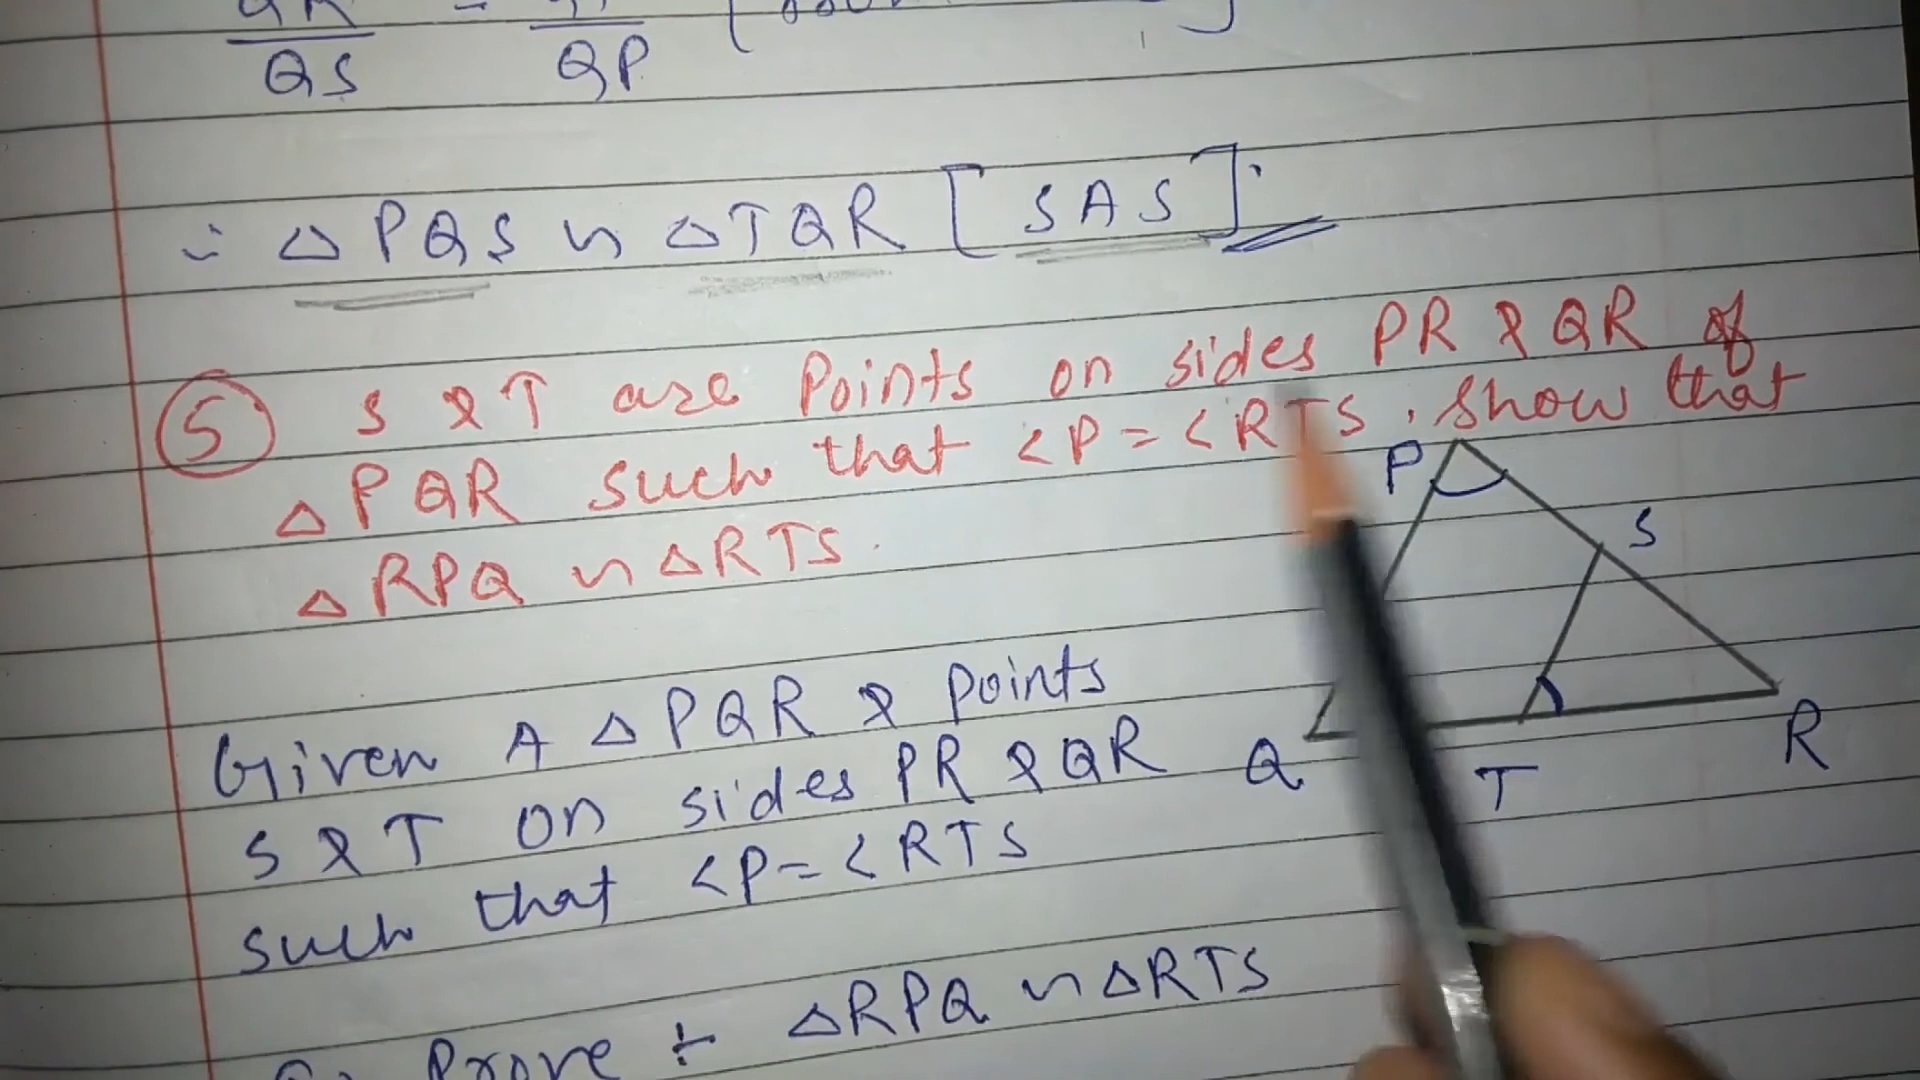 QS QP
∴ △PQS ~ △TQR [SAS].
5 S & T are Points on sides PR & QR of
△PQR such that <P = <RTS. Show that
△RPQ ~ △RTS.
P
S
Given A △PQR & points
S & T on sides PR & QR
Q T R
such that <P = <RTS
Prove ÷ △RPQ ~ △RTS